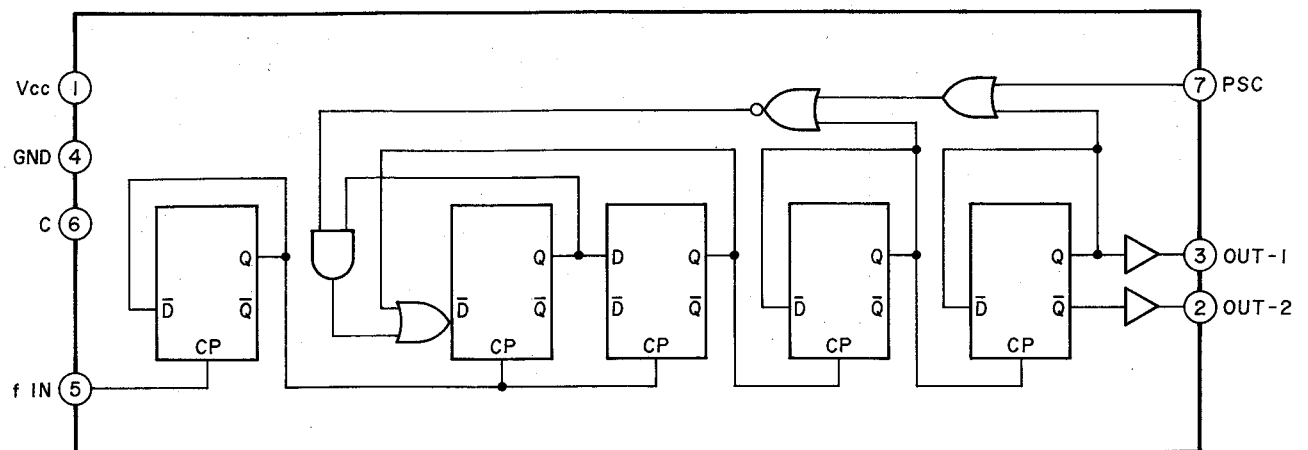 Vcc 1
GND 4
C 6
f IN 5
7 PSC
3 OUT-1
2 OUT-2
Q
D̅ Q̅
CP
Q
D̅ Q̅
CP
D Q
D̅ Q̅
CP
Q
D̅ Q̅
CP
Q
D̅ Q̅
CP